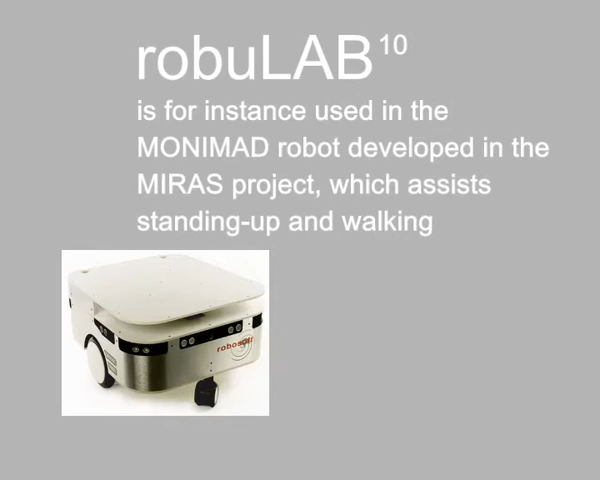 robuLAB¹⁰
is for instance used in the
MONIMAD robot developed in the
MIRAS project, which assists
standing-up and walking
robosoft